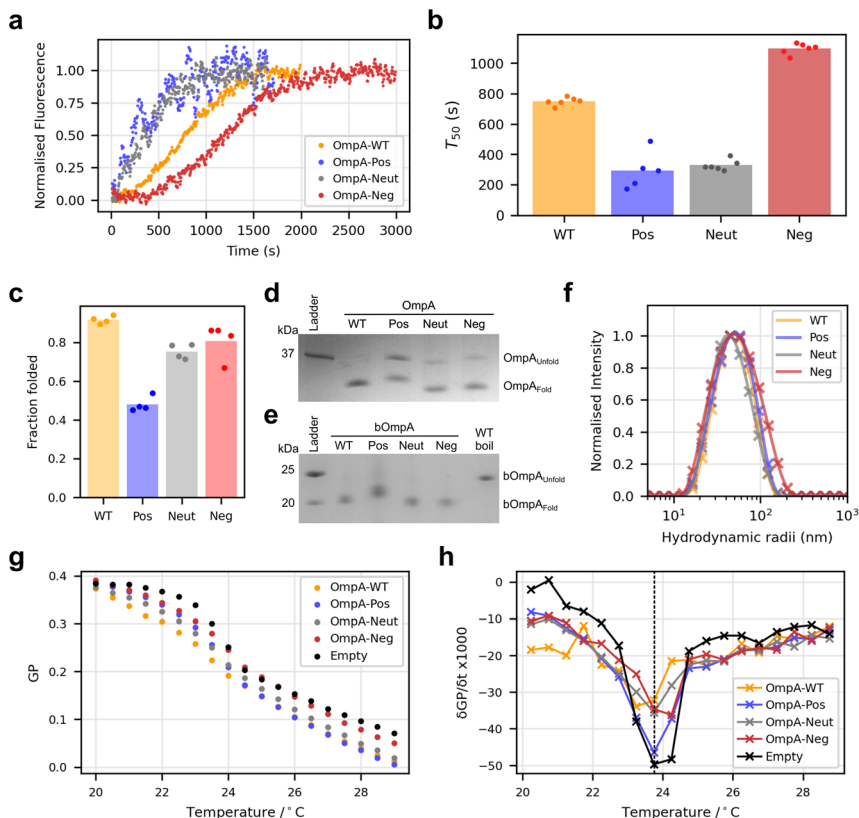 a
Normalised Fluorescence
1.00
0.75
0.50
0.25
0.00
OmpA-WT
OmpA-Pos
OmpA-Neut
OmpA-Neg
0 500 1000 1500 2000 2500 3000
Time (s)
b
T50 (s)
1000
800
600
400
200
0
WT Pos Neut Neg
c
Fraction folded
0.8
0.6
0.4
0.2
0.0
WT Pos Neut Neg
d
Ladder
OmpA
WT Pos Neut Neg
kDa
37
OmpAUnfold
OmpAFold
e
Ladder
bOmpA
WT Pos Neut Neg
WT
boil
kDa
25
20
bOmpAUnfold
bOmpAFold
f
Normalised Intensity
1.0
0.8
0.6
0.4
0.2
0.0
WT
Pos
Neut
Neg
10¹ 10² 10³
Hydrodynamic radii (nm)
g
GP
0.4
0.3
0.2
0.1
0.0
OmpA-WT
OmpA-Pos
OmpA-Neut
OmpA-Neg
Empty
20 22 24 26 28
Temperature /°C
h
δGP/δt x1000
0
−10
−20
−30
−40
−50
OmpA-WT
OmpA-Pos
OmpA-Neut
OmpA-Neg
Empty
20 22 24 26 28
Temperature /°C